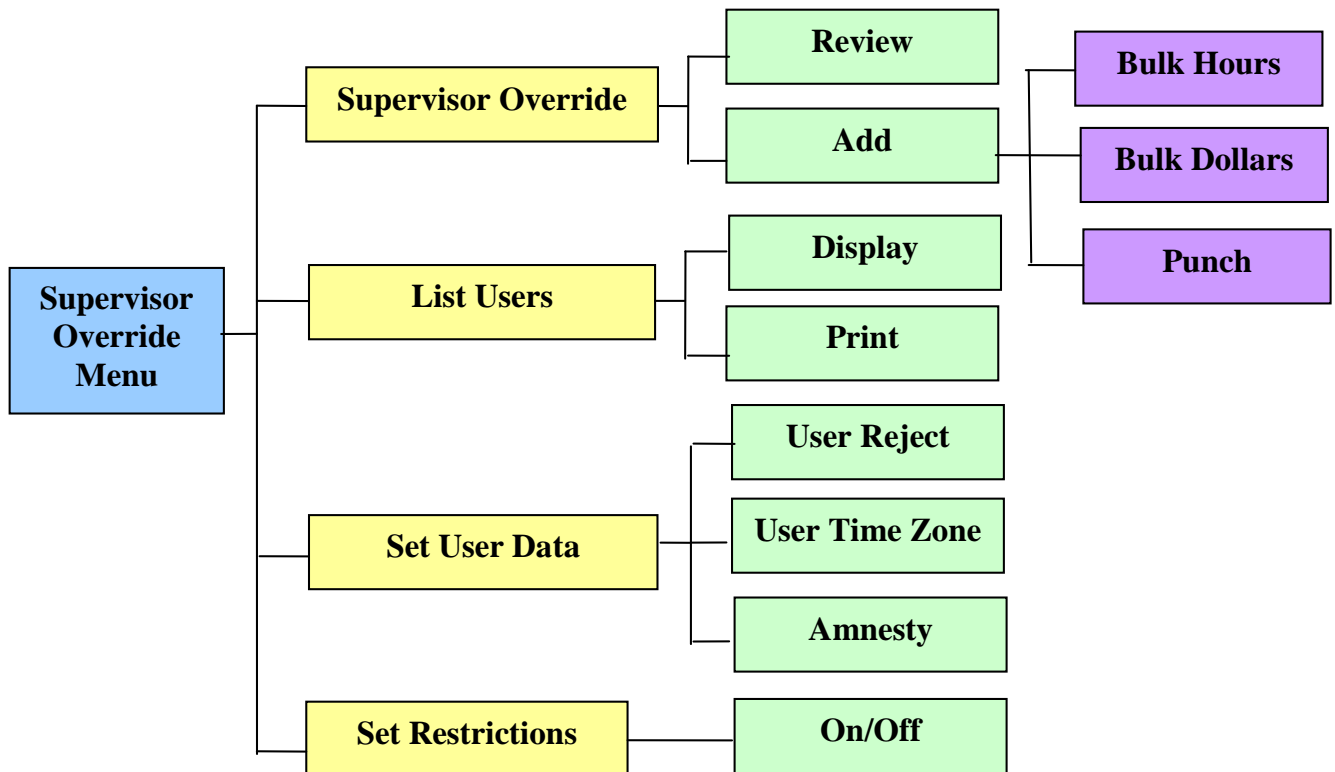 Supervisor
Override
Menu
Supervisor Override
Review
Add
Bulk Hours
Bulk Dollars
Punch
List Users
Display
Print
Set User Data
User Reject
User Time Zone
Amnesty
Set Restrictions
On/Off